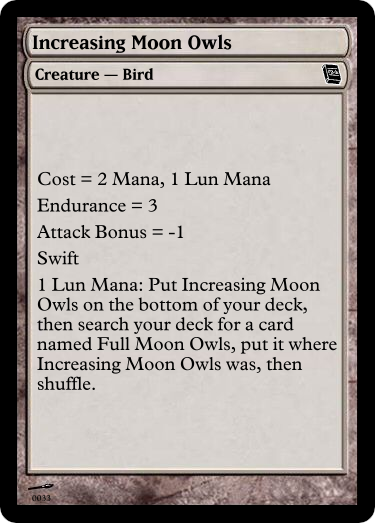 Increasing Moon Owls
Creature — Bird
Cost = 2 Mana, 1 Lun Mana
Endurance = 3
Attack Bonus = -1
Swift
1 Lun Mana: Put Increasing Moon
Owls on the bottom of your deck,
then search your deck for a card
named Full Moon Owls, put it where
Increasing Moon Owls was, then
shuffle.
0033